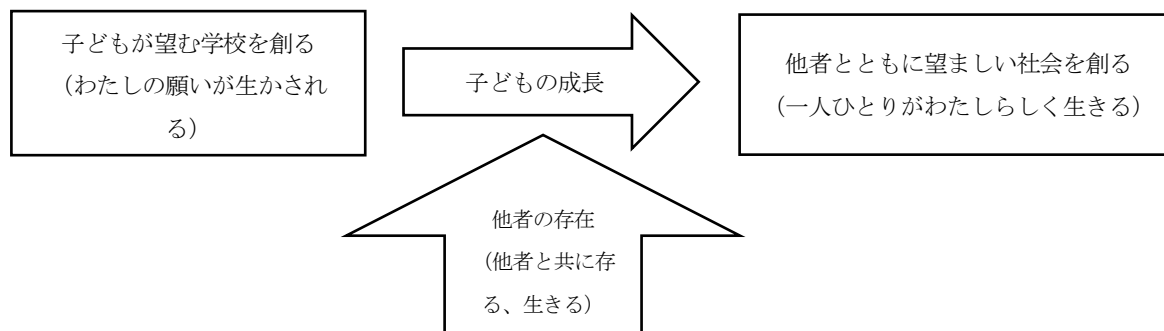 子どもが望む学校を創る
（わたしの願いが生かされ
る）
子どもの成長
他者とともに望ましい社会を創る
（一人ひとりがわたしらしく生きる）
他者の存在
（他者と共に存
る、生きる）